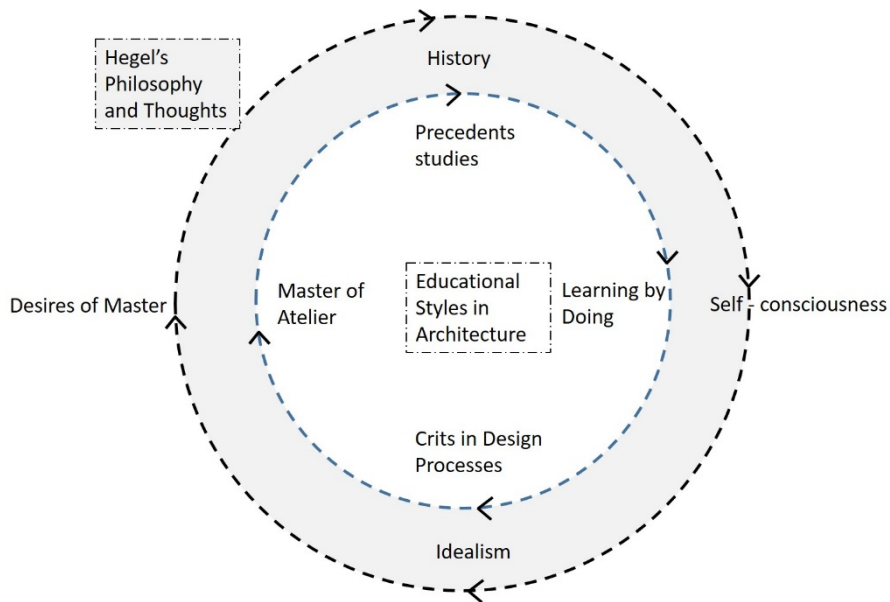 Hegel's
Philosophy
and Thoughts
History
Precedents
studies
Desires of Master
Master of
Atelier
Educational
Styles in
Architecture
Learning by
Doing
Self - consciousness
Crits in Design
Processes
Idealism